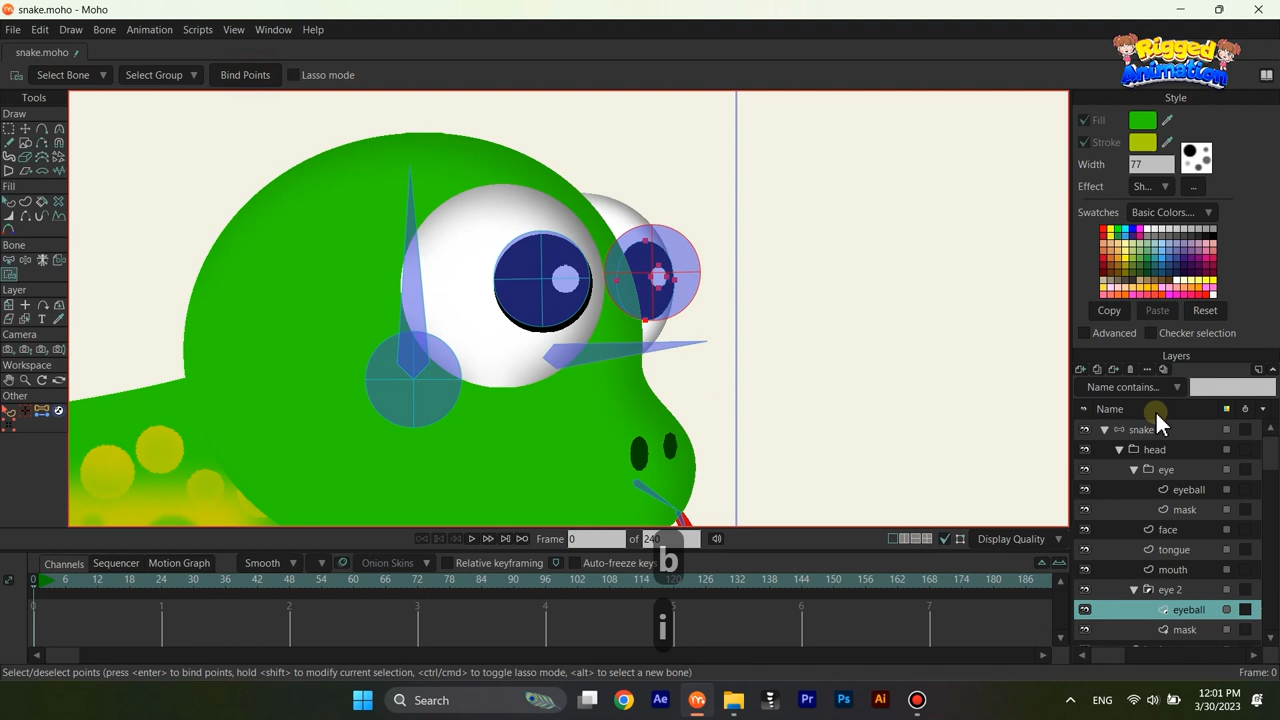 snake.moho - Moho
File Edit Draw Bone Animation Scripts View Window Help
snake.moho
Rigged Animation
Select Bone Select Group Bind Points Lasso mode
Tools
Draw
Fill
Bone
Layer
Camera
Workspace
Other
Style
Fill
Stroke
Width 77
Effect Sh... ...
Swatches Basic Colors....
Copy Paste Reset
Advanced Checker selection
Layers
Name contains...
Name
snake
head
eye
eyeball
mask
face
tongue
mouth
eye 2
eyeball
mask
Frame 0 of 240 Display Quality
b
i
Channels Sequencer Motion Graph Smooth Onion Skins Relative keyframing Auto-freeze keys
0 6 12 18 24 30 36 42 48 54 60 66 72 78 84 90 96 102 108 114 120 126 132 138 144 150 156 162 168 174 180 186
0 1 2 3 4 5 6 7
Select/deselect points (press <enter> to bind points, hold <shift> to modify current selection, <ctrl/cmd> to toggle lasso mode, <alt> to select a new bone)
Frame: 0
Search Ae Pr Ps Ai ENG
12:01 PM
3/30/2023